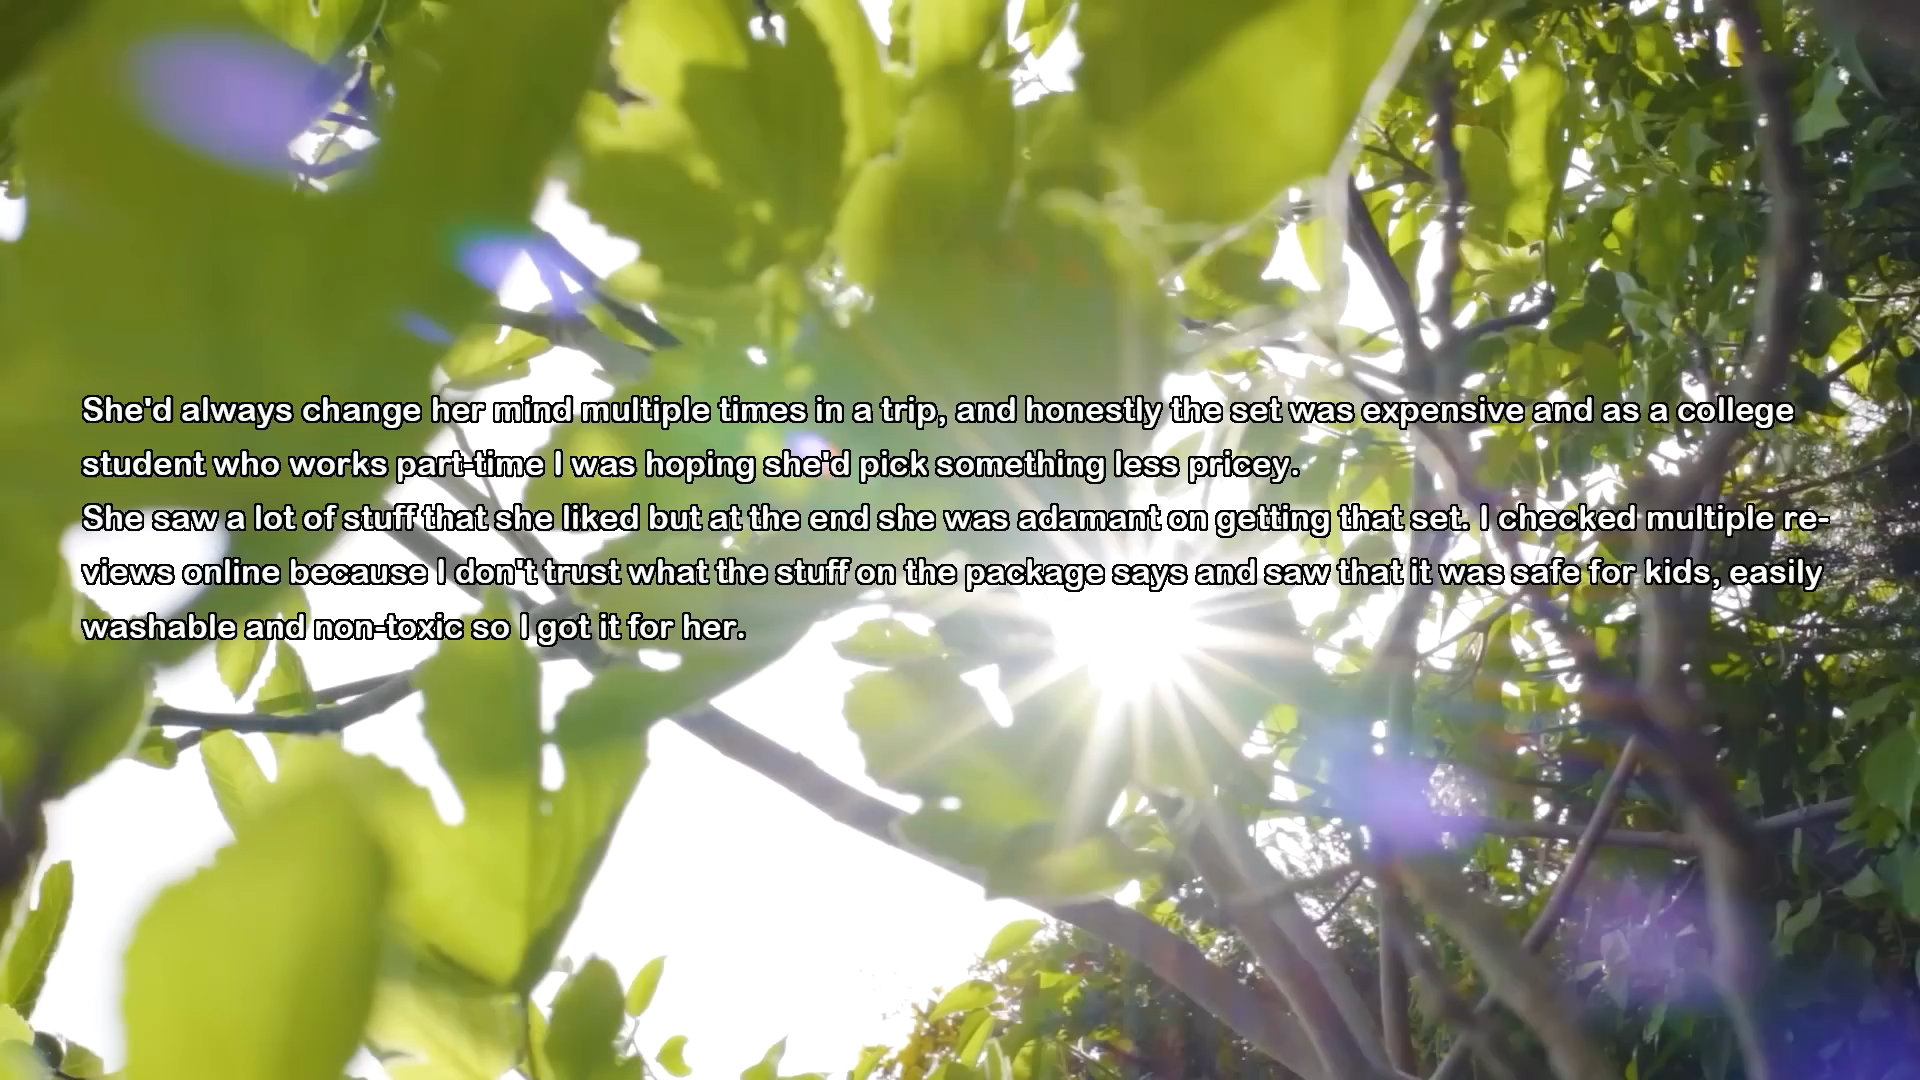 She'd always change her mind multiple times in a trip, and honestly the set was expensive and as a college
student who works part-time I was hoping she'd pick something less pricey.
She saw a lot of stuff that she liked but at the end she was adamant on getting that set. I checked multiple re-
views online because I don't trust what the stuff on the package says and saw that it was safe for kids, easily
washable and non-toxic so I got it for her.